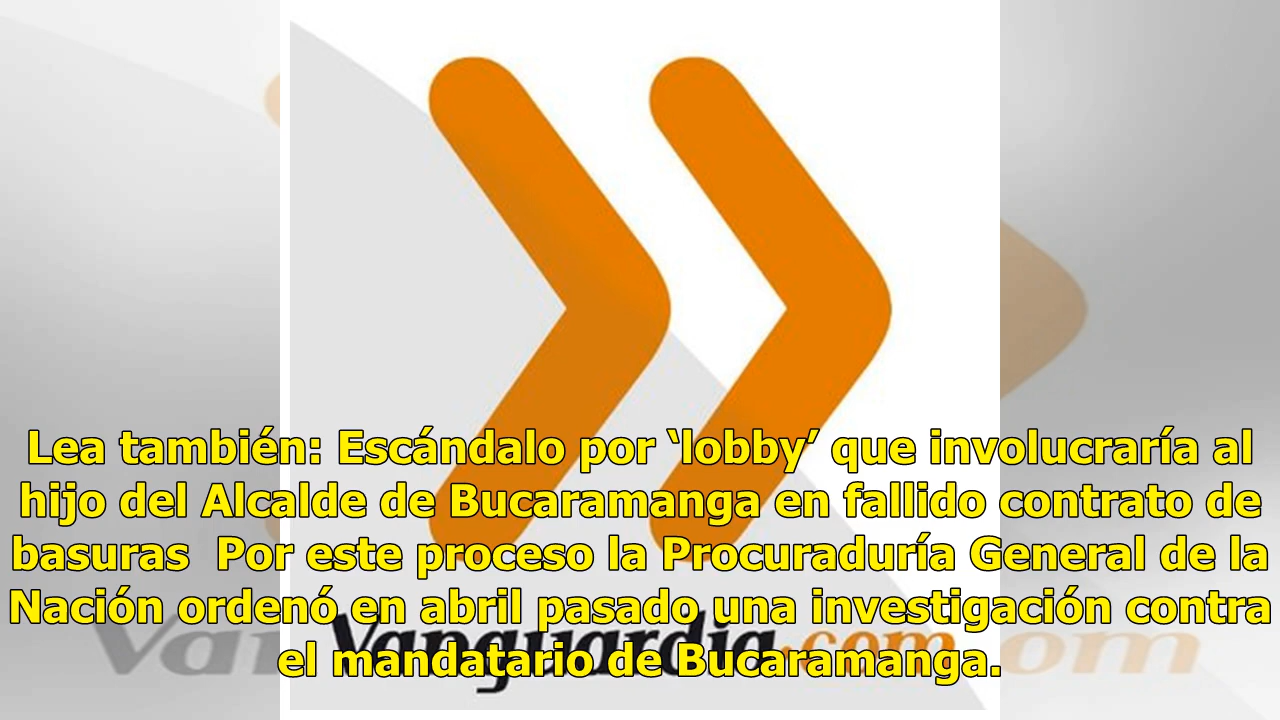 Lea también: Escándalo por ‘lobby’ que involucraría al
hijo del Alcalde de Bucaramanga en fallido contrato de
basuras  Por este proceso la Procuraduría General de la
Nación ordenó en abril pasado una investigación contra
el mandatario de Bucaramanga.
Vanguardia.com